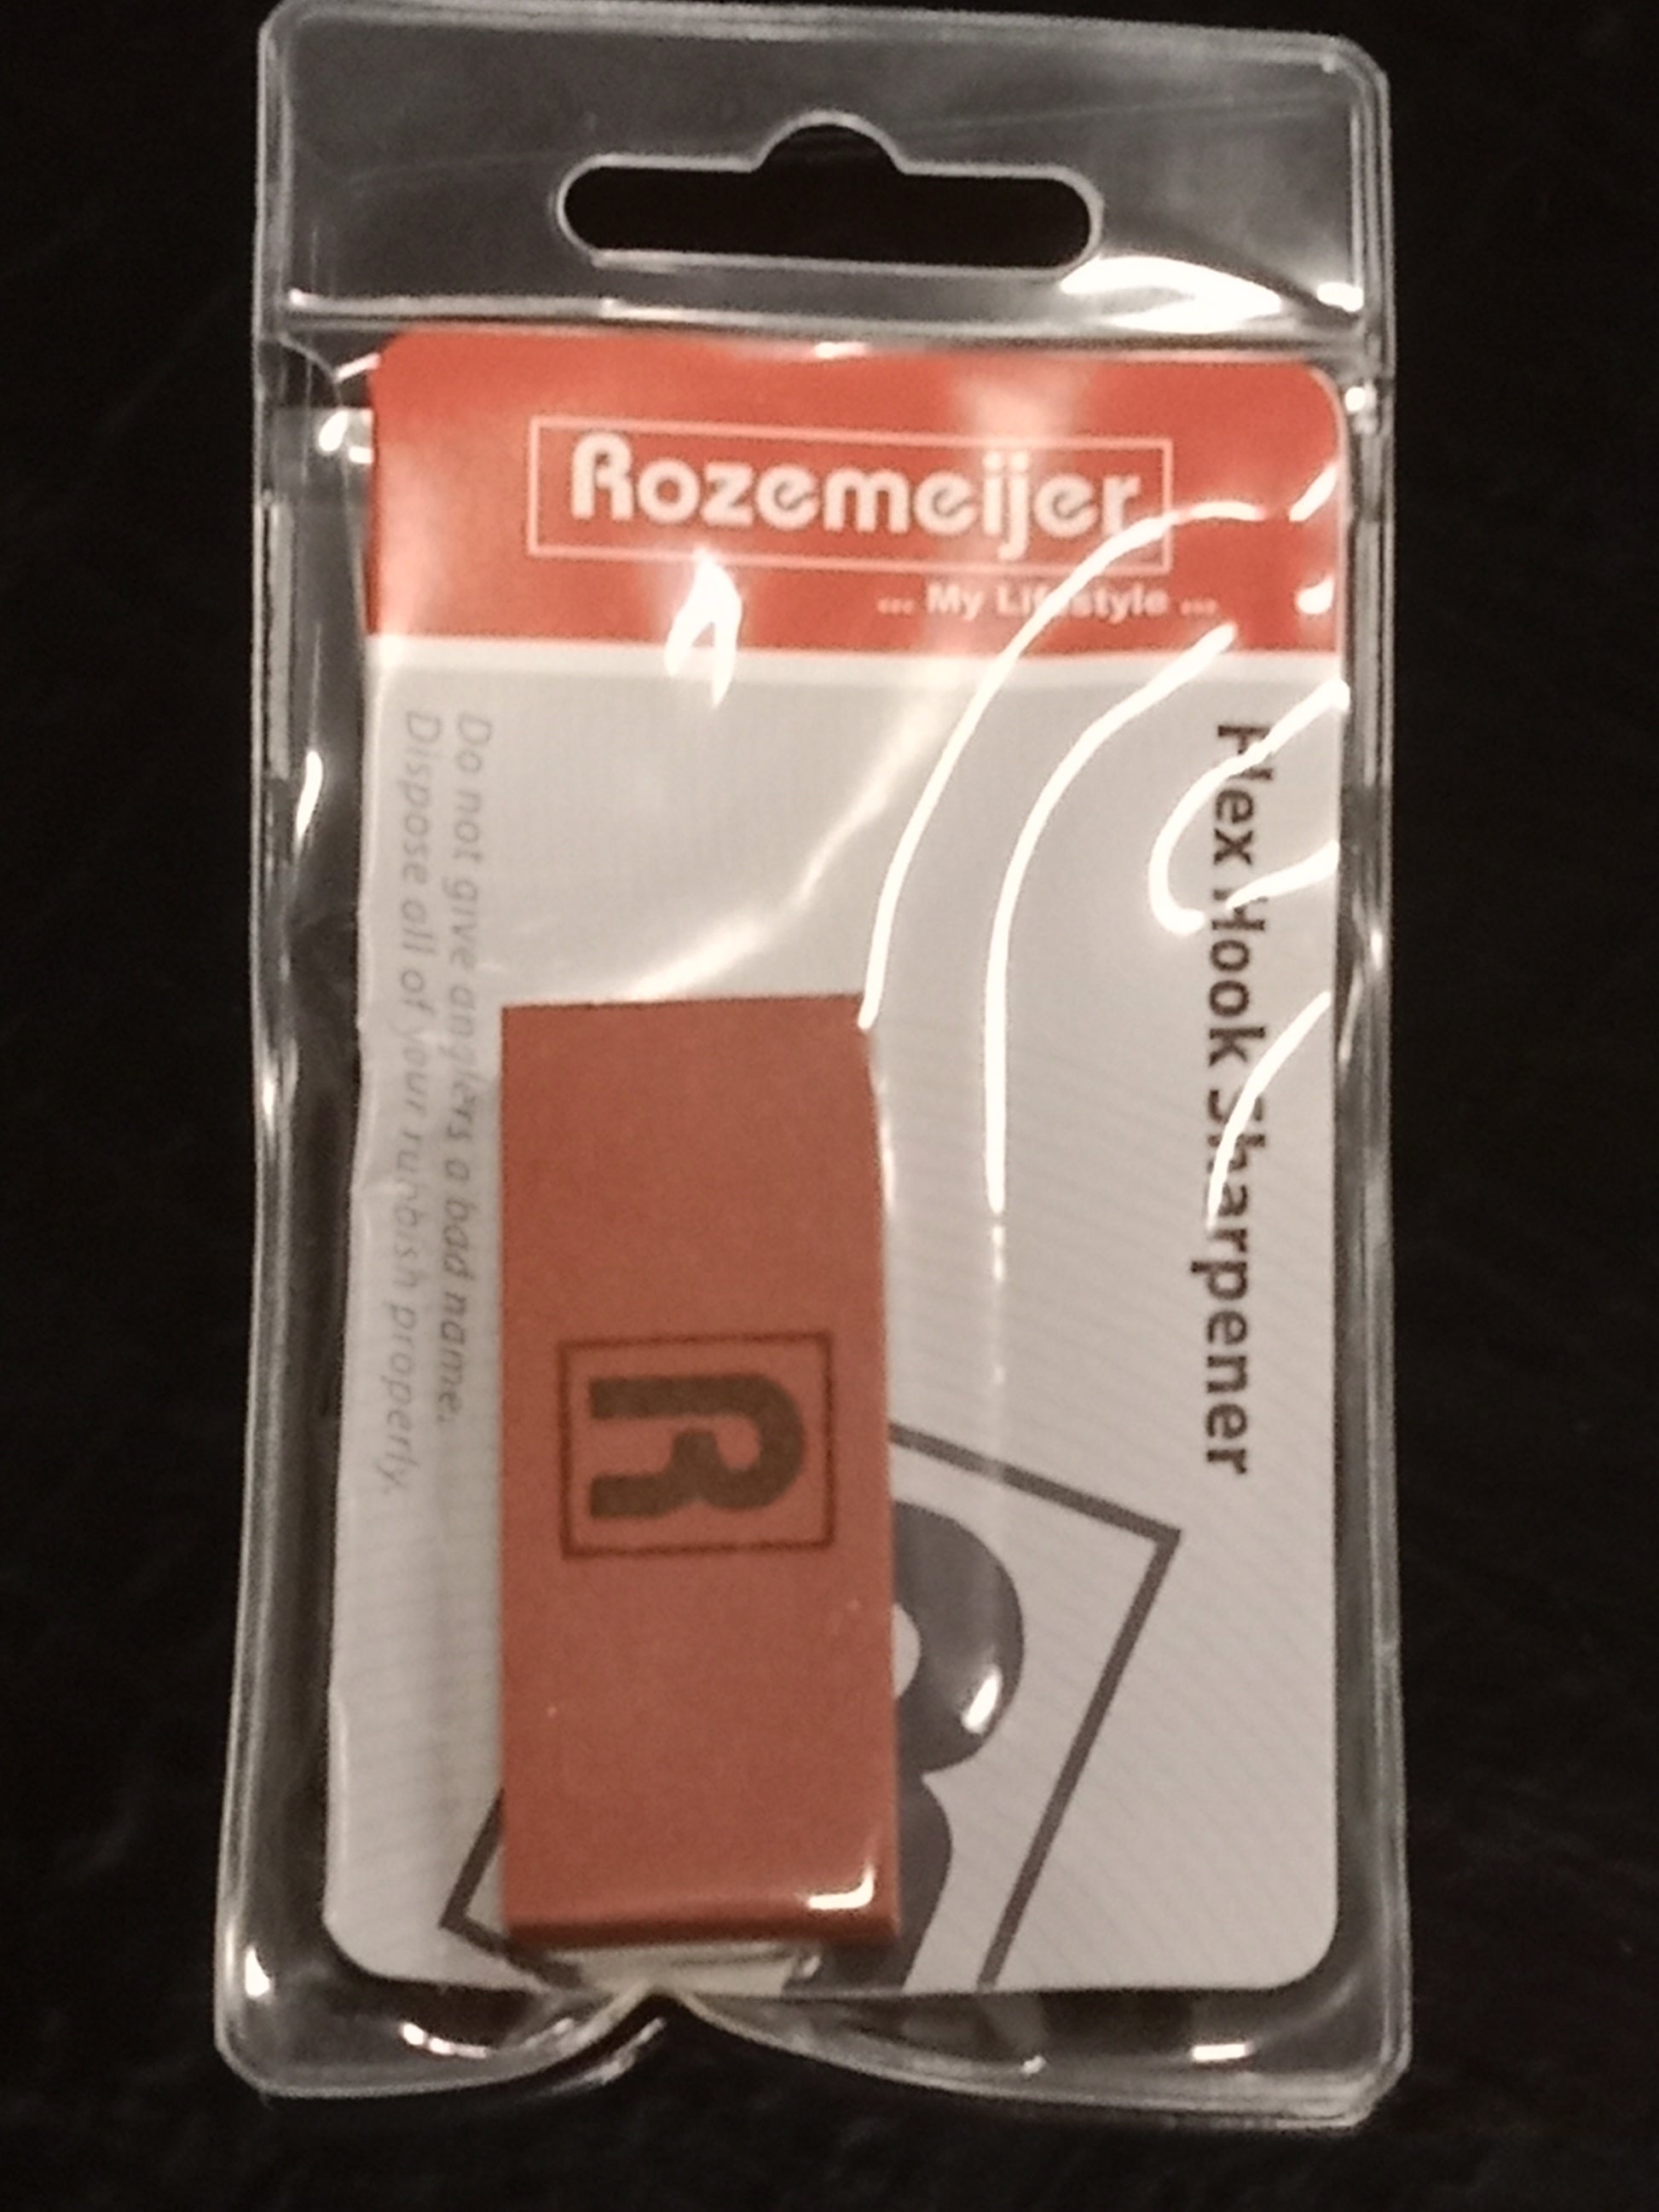 Rozemeijer
... My Lifestyle ...
Flex Hook Sharpener
Do not give anglers a bad name.
Dispose all of your rubbish properly.
R